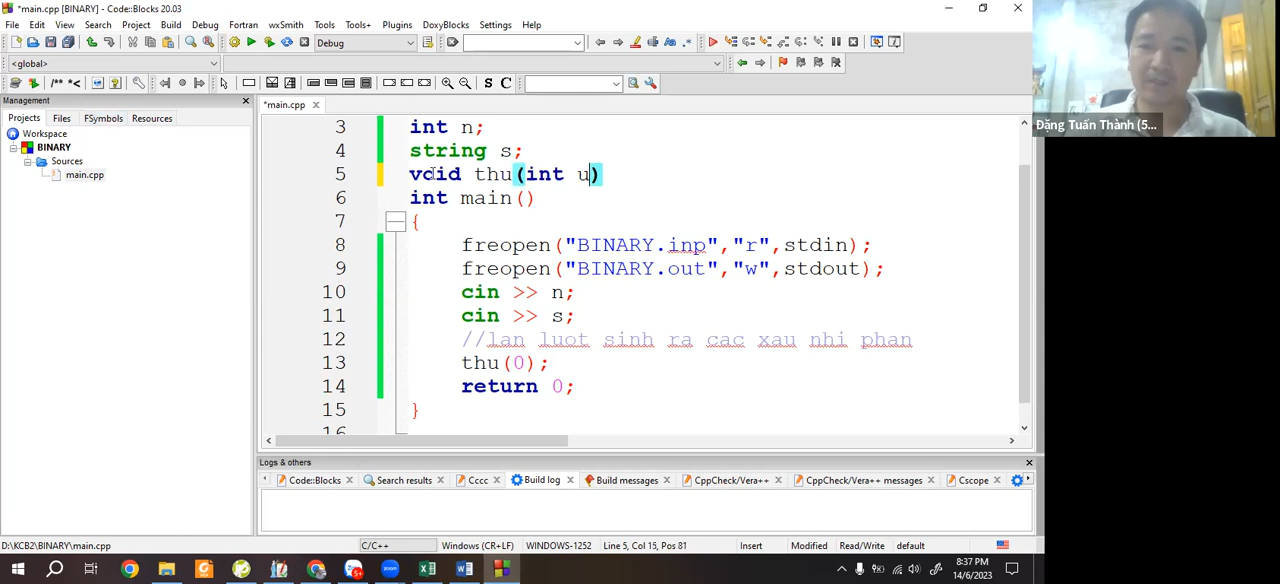 *main.cpp [BINARY] - Code::Blocks 20.03
File Edit View Search Project Build Debug Fortran wxSmith Tools Tools+ Plugins DoxyBlocks Settings Help
Debug
<global>
/** *<
S C
Management
Projects Files FSymbols Resources
Workspace
BINARY
Sources
main.cpp
*main.cpp
3 int n;
4 string s;
5 void thu(int u)
6 int main()
7 {
8 freopen("BINARY.inp","r",stdin);
9 freopen("BINARY.out","w",stdout);
10 cin >> n;
11 cin >> s;
12 //lan luot sinh ra cac xau nhi phan
13 thu(0);
14 return 0;
15 }
16
Đặng Tuấn Thành (5...
Logs & others
Code::Blocks Search results Cccc Build log Build messages CppCheck/Vera++ CppCheck/Vera++ messages Cscope
D:\KCB2\BINARY\main.cpp C/C++ Windows (CR+LF) WINDOWS-1252 Line 5, Col 15, Pos 81 Insert Modified Read/Write default
8:37 PM
14/6/2023